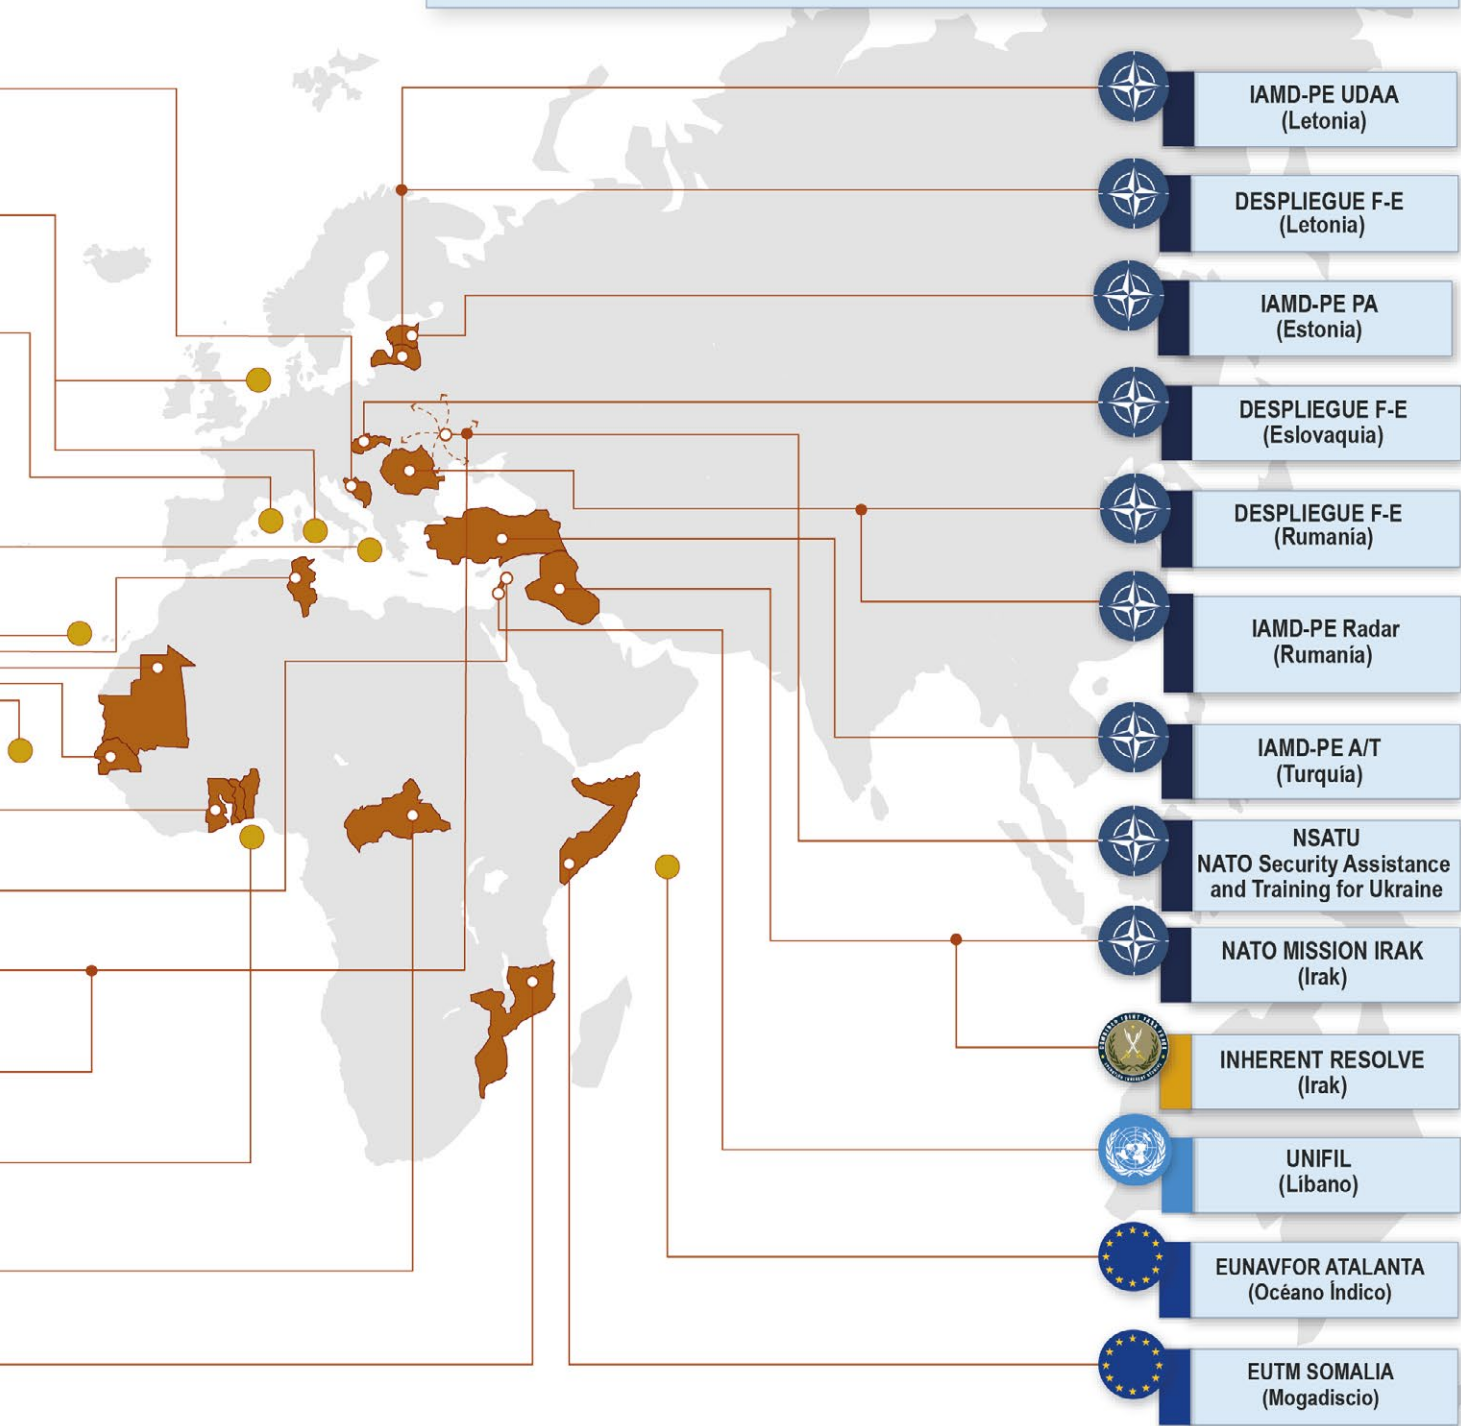 IAMD-PE UDAA
(Letonia)
DESPLIEGUE F-E
(Letonia)
IAMD-PE PA
(Estonia)
DESPLIEGUE F-E
(Eslovaquia)
DESPLIEGUE F-E
(Rumanía)
IAMD-PE Radar
(Rumanía)
IAMD-PE A/T
(Turquía)
NSATU
NATO Security Assistance
and Training for Ukraine
NATO MISSION IRAK
(Irak)
INHERENT RESOLVE
(Irak)
UNIFIL
(Líbano)
EUNAVFOR ATALANTA
(Océano Índico)
EUTM SOMALIA
(Mogadiscio)